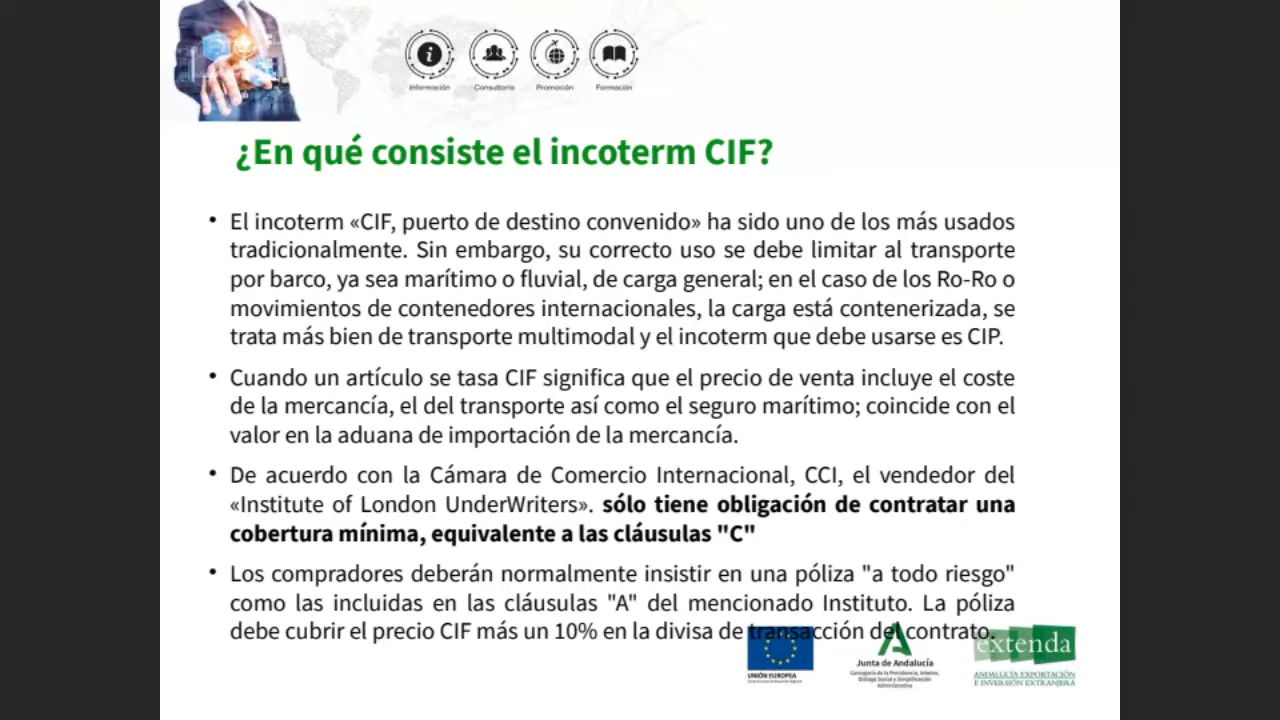 Información Consultoría Promoción Formación
¿En qué consiste el incoterm CIF?
• El incoterm «CIF, puerto de destino convenido» ha sido uno de los más usados
tradicionalmente. Sin embargo, su correcto uso se debe limitar al transporte
por barco, ya sea marítimo o fluvial, de carga general; en el caso de los Ro-Ro o
movimientos de contenedores internacionales, la carga está contenerizada, se
trata más bien de transporte multimodal y el incoterm que debe usarse es CIP.
• Cuando un artículo se tasa CIF significa que el precio de venta incluye el coste
de la mercancía, el del transporte así como el seguro marítimo; coincide con el
valor en la aduana de importación de la mercancía.
• De acuerdo con la Cámara de Comercio Internacional, CCI, el vendedor del
«Institute of London UnderWriters». sólo tiene obligación de contratar una
cobertura mínima, equivalente a las cláusulas "C"
• Los compradores deberán normalmente insistir en una póliza "a todo riesgo"
como las incluidas en las cláusulas "A" del mencionado Instituto. La póliza
debe cubrir el precio CIF más un 10% en la divisa de transacción del contrato.
UNIÓN EUROPEA
Junta de Andalucía
Consejería de la Presidencia, Interior,
Diálogo Social y Simplificación
Administrativa
extenda
ANDALUCÍA EXPORTACIÓN
E INVERSIÓN EXTRANJERA